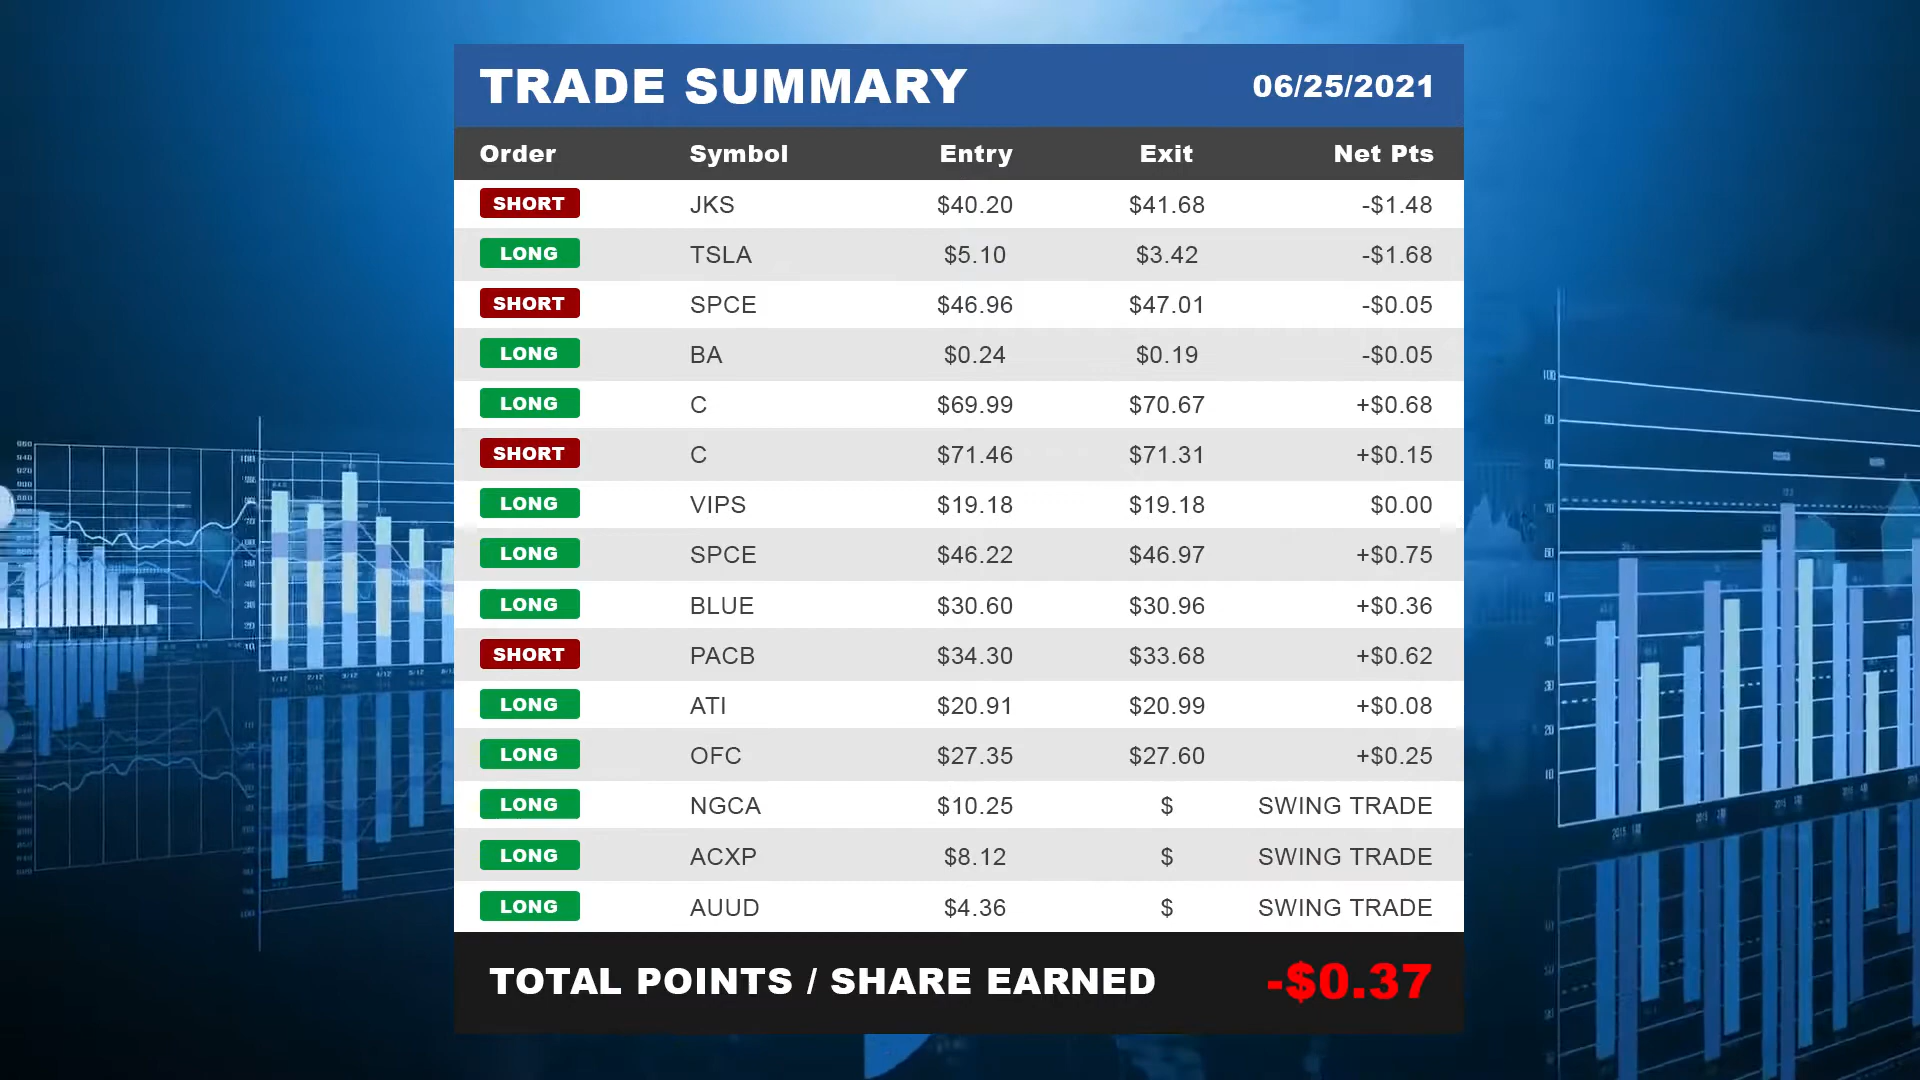 TRADE SUMMARY 06/25/2021
Order Symbol Entry Exit Net Pts
SHORT JKS $40.20 $41.68 -$1.48
LONG TSLA $5.10 $3.42 -$1.68
SHORT SPCE $46.96 $47.01 -$0.05
LONG BA $0.24 $0.19 -$0.05
LONG C $69.99 $70.67 +$0.68
SHORT C $71.46 $71.31 +$0.15
LONG VIPS $19.18 $19.18 $0.00
LONG SPCE $46.22 $46.97 +$0.75
LONG BLUE $30.60 $30.96 +$0.36
SHORT PACB $34.30 $33.68 +$0.62
LONG ATI $20.91 $20.99 +$0.08
LONG OFC $27.35 $27.60 +$0.25
LONG NGCA $10.25 $ SWING TRADE
LONG ACXP $8.12 $ SWING TRADE
LONG AUUD $4.36 $ SWING TRADE
TOTAL POINTS / SHARE EARNED -$0.37